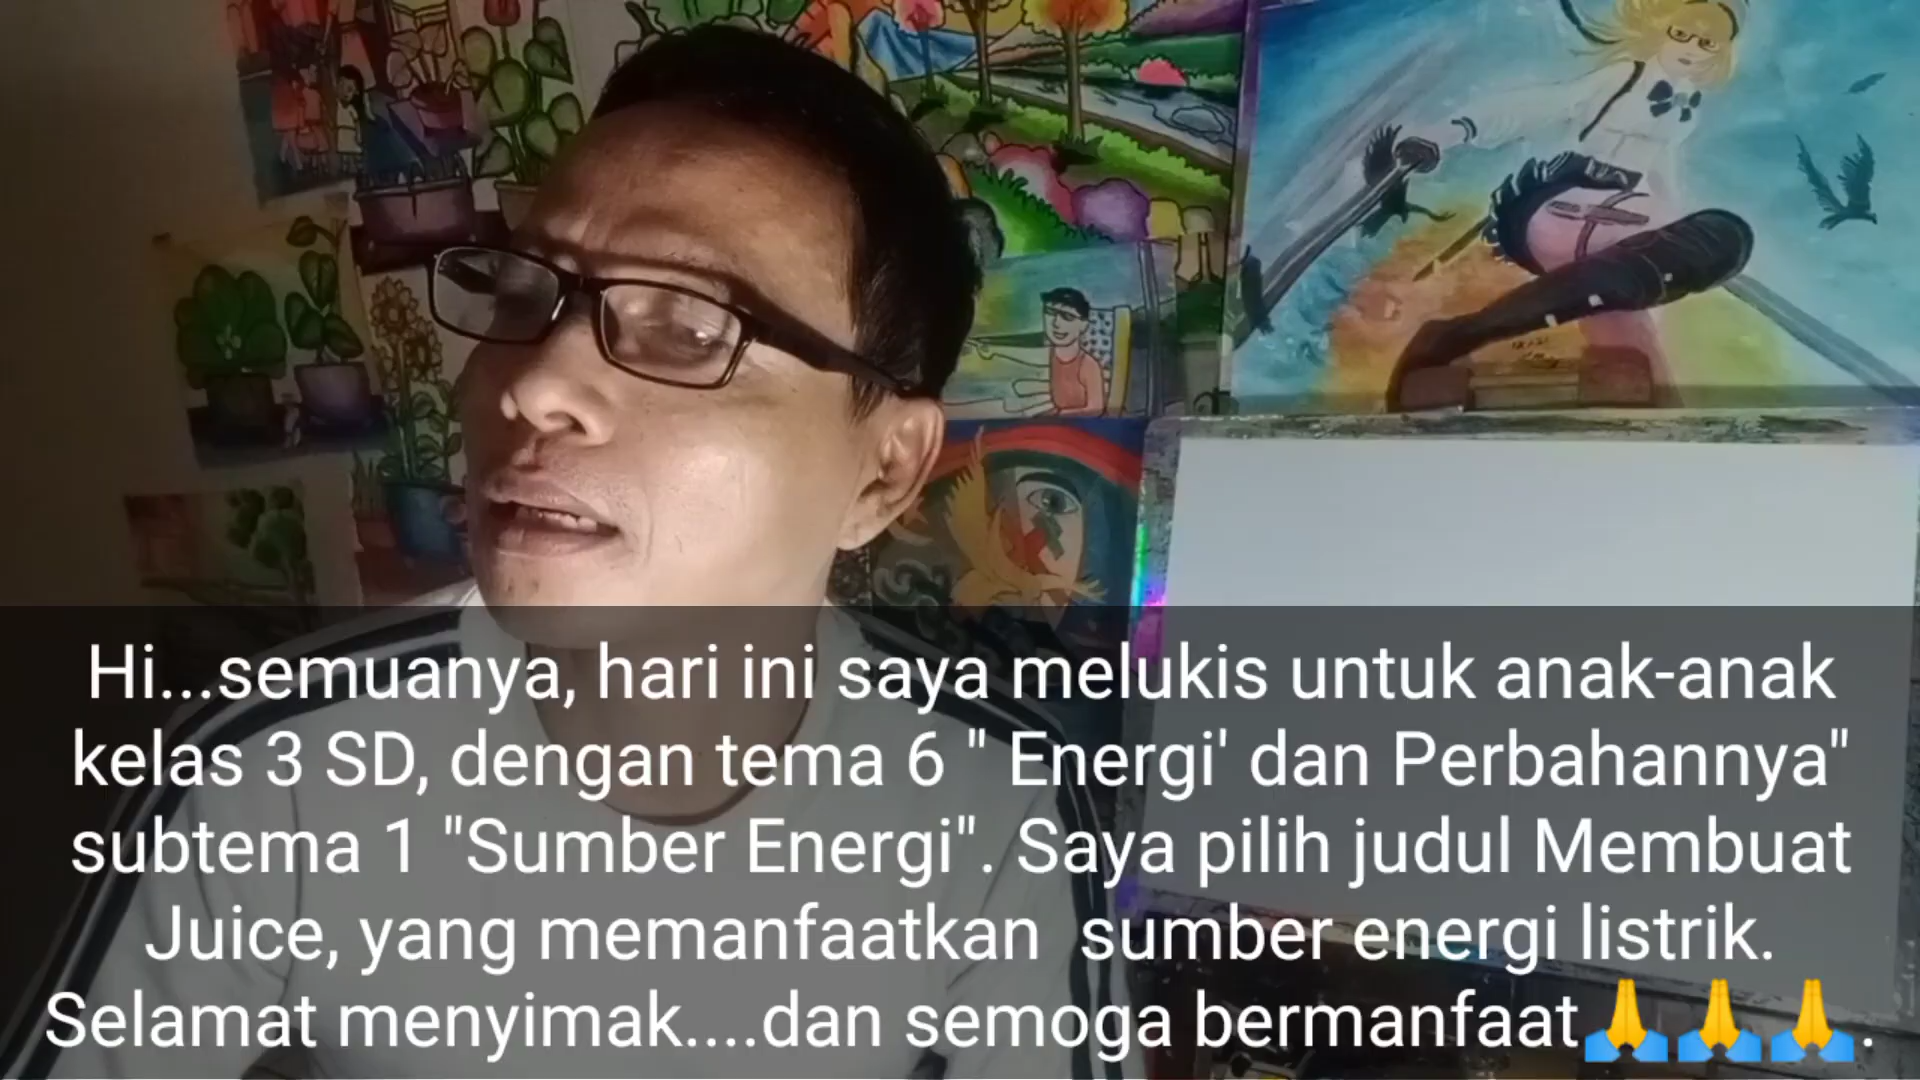 Hi...semuanya, hari ini saya melukis untuk anak-anak
kelas 3 SD, dengan tema 6 " Energi' dan Perbahannya"
subtema 1 "Sumber Energi". Saya pilih judul Membuat
Juice, yang memanfaatkan  sumber energi listrik.
Selamat menyimak....dan semoga bermanfaat🙏🙏🙏.